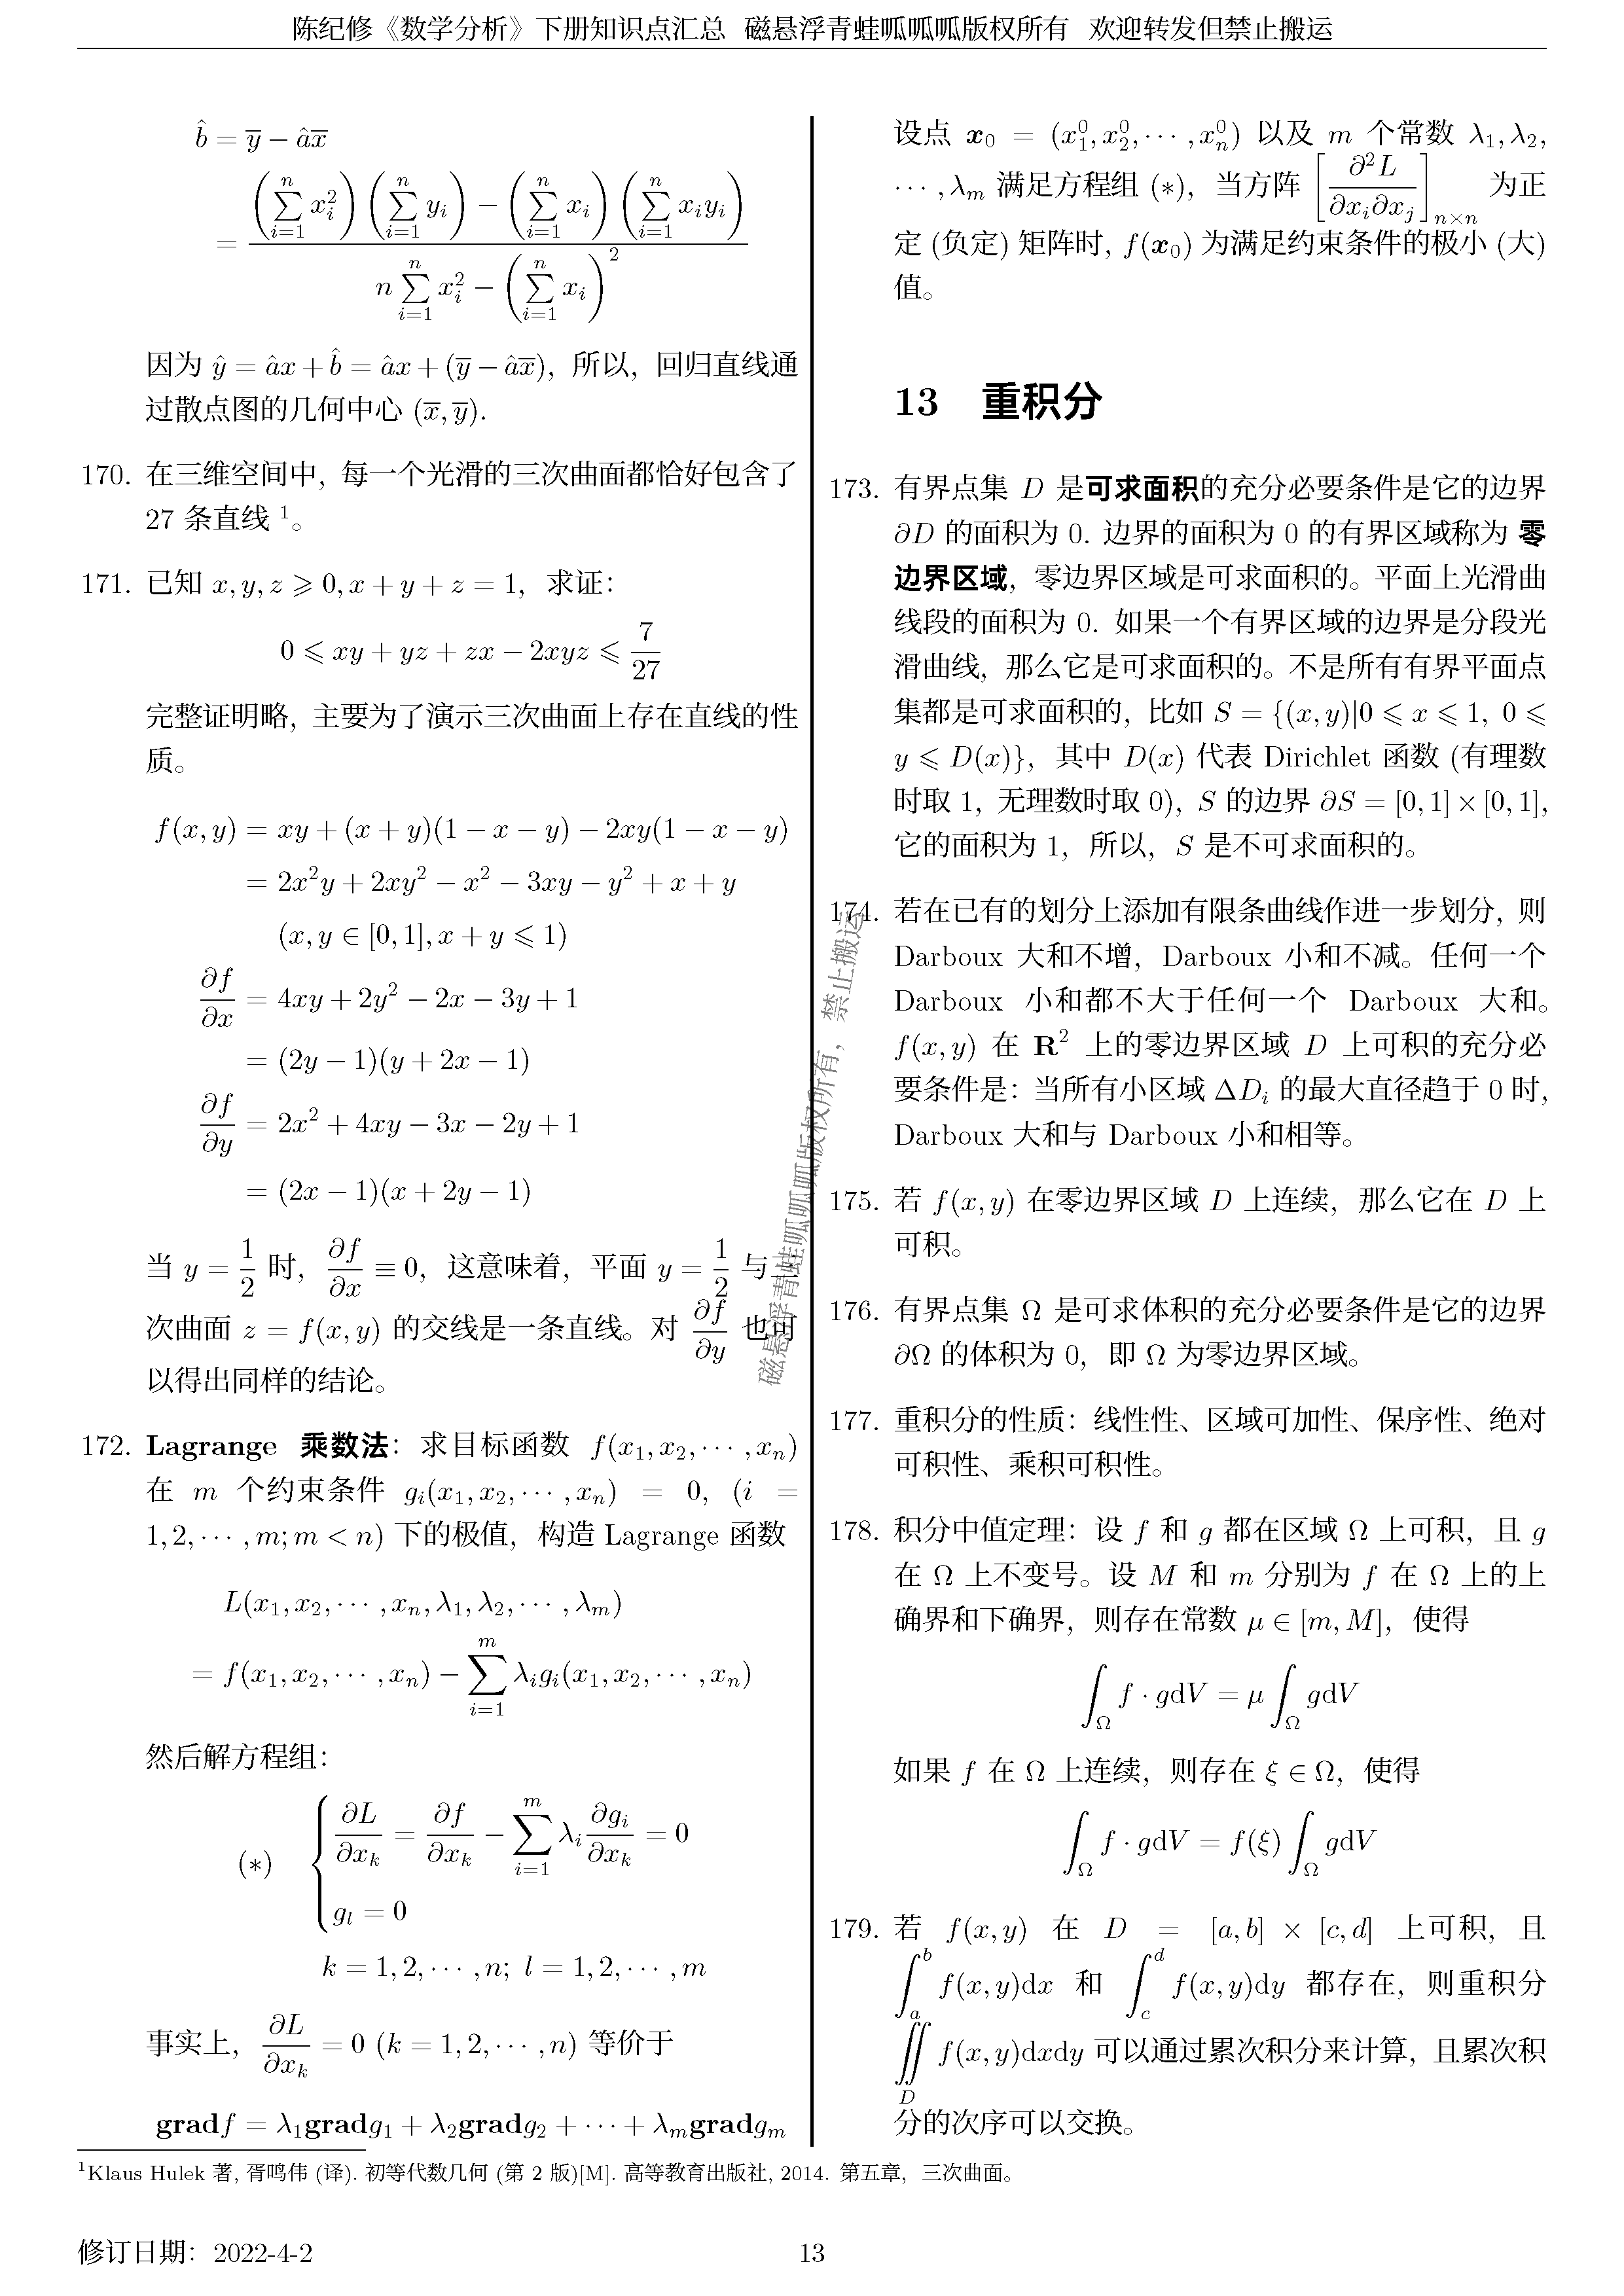 陈纪修《数学分析》下册知识点汇总 磁悬浮青蛙呱呱呱版权所有 欢迎转发但禁止搬运
$\hat{b} = \overline{y} - \hat{a}\overline{x}$
$= \dfrac{\left(\sum\limits_{i=1}^{n} x_i^2\right)\left(\sum\limits_{i=1}^{n} y_i\right) - \left(\sum\limits_{i=1}^{n} x_i\right)\left(\sum\limits_{i=1}^{n} x_i y_i\right)}{n\sum\limits_{i=1}^{n} x_i^2 - \left(\sum\limits_{i=1}^{n} x_i\right)^2}$
因为 $\hat{y} = \hat{a}x + \hat{b} = \hat{a}x + (\overline{y} - \hat{a}\overline{x})$，所以，回归直线通
过散点图的几何中心 $(\overline{x}, \overline{y})$.
170. 在三维空间中，每一个光滑的三次曲面都恰好包含了
27 条直线 $^1$。
171. 已知 $x, y, z \geqslant 0, x + y + z = 1$，求证：
$0 \leqslant xy + yz + zx - 2xyz \leqslant \dfrac{7}{27}$
完整证明略，主要为了演示三次曲面上存在直线的性
质。
$f(x, y) = xy + (x + y)(1 - x - y) - 2xy(1 - x - y)$
$= 2x^2y + 2xy^2 - x^2 - 3xy - y^2 + x + y$
$(x, y \in [0, 1], x + y \leqslant 1)$
$\dfrac{\partial f}{\partial x} = 4xy + 2y^2 - 2x - 3y + 1$
$= (2y - 1)(y + 2x - 1)$
$\dfrac{\partial f}{\partial y} = 2x^2 + 4xy - 3x - 2y + 1$
$= (2x - 1)(x + 2y - 1)$
当 $y = \dfrac{1}{2}$ 时，$\dfrac{\partial f}{\partial x} \equiv 0$，这意味着，平面 $y = \dfrac{1}{2}$ 与三
次曲面 $z = f(x, y)$ 的交线是一条直线。对 $\dfrac{\partial f}{\partial y}$ 也可
以得出同样的结论。
172. Lagrange 乘数法：求目标函数 $f(x_1, x_2, \cdots, x_n)$
在 $m$ 个约束条件 $g_i(x_1, x_2, \cdots, x_n) = 0, (i =$
$1, 2, \cdots, m; m < n)$ 下的极值，构造 Lagrange 函数
$L(x_1, x_2, \cdots, x_n, \lambda_1, \lambda_2, \cdots, \lambda_m)$
$= f(x_1, x_2, \cdots, x_n) - \sum\limits_{i=1}^{m} \lambda_i g_i(x_1, x_2, \cdots, x_n)$
然后解方程组：
$(*) \begin{cases} \dfrac{\partial L}{\partial x_k} = \dfrac{\partial f}{\partial x_k} - \sum\limits_{i=1}^{m} \lambda_i \dfrac{\partial g_i}{\partial x_k} = 0 \\ g_l = 0 \end{cases}$
$k = 1, 2, \cdots, n;\ l = 1, 2, \cdots, m$
事实上，$\dfrac{\partial L}{\partial x_k} = 0\ (k = 1, 2, \cdots, n)$ 等价于
$\mathbf{grad}f = \lambda_1\mathbf{grad}g_1 + \lambda_2\mathbf{grad}g_2 + \cdots + \lambda_m\mathbf{grad}g_m$
设点 $\boldsymbol{x}_0 = (x_1^0, x_2^0, \cdots, x_n^0)$ 以及 $m$ 个常数 $\lambda_1, \lambda_2,$
$\cdots, \lambda_m$ 满足方程组 $(*)$，当方阵 $\left[\dfrac{\partial^2 L}{\partial x_i \partial x_j}\right]_{n \times n}$ 为正
定 (负定) 矩阵时, $f(\boldsymbol{x}_0)$ 为满足约束条件的极小 (大)
值。
13 重积分
173. 有界点集 $D$ 是可求面积的充分必要条件是它的边界
$\partial D$ 的面积为 0. 边界的面积为 0 的有界区域称为 零
边界区域，零边界区域是可求面积的。平面上光滑曲
线段的面积为 0. 如果一个有界区域的边界是分段光
滑曲线，那么它是可求面积的。不是所有有界平面点
集都是可求面积的，比如 $S = \{(x, y)|0 \leqslant x \leqslant 1,\ 0 \leqslant$
$y \leqslant D(x)\}$，其中 $D(x)$ 代表 Dirichlet 函数 (有理数
时取 1，无理数时取 0)，$S$ 的边界 $\partial S = [0, 1] \times [0, 1]$,
它的面积为 1，所以，$S$ 是不可求面积的。
174. 若在已有的划分上添加有限条曲线作进一步划分, 则
Darboux 大和不增，Darboux 小和不减。任何一个
Darboux 小和都不大于任何一个 Darboux 大和。
$f(x, y)$ 在 $\mathbf{R}^2$ 上的零边界区域 $D$ 上可积的充分必
要条件是：当所有小区域 $\Delta D_i$ 的最大直径趋于 0 时,
Darboux 大和与 Darboux 小和相等。
175. 若 $f(x, y)$ 在零边界区域 $D$ 上连续，那么它在 $D$ 上
可积。
176. 有界点集 $\Omega$ 是可求体积的充分必要条件是它的边界
$\partial\Omega$ 的体积为 0，即 $\Omega$ 为零边界区域。
177. 重积分的性质：线性性、区域可加性、保序性、绝对
可积性、乘积可积性。
178. 积分中值定理：设 $f$ 和 $g$ 都在区域 $\Omega$ 上可积，且 $g$
在 $\Omega$ 上不变号。设 $M$ 和 $m$ 分别为 $f$ 在 $\Omega$ 上的上
确界和下确界，则存在常数 $\mu \in [m, M]$，使得
$\int_\Omega f \cdot g \mathrm{d}V = \mu \int_\Omega g \mathrm{d}V$
如果 $f$ 在 $\Omega$ 上连续，则存在 $\xi \in \Omega$，使得
$\int_\Omega f \cdot g \mathrm{d}V = f(\xi) \int_\Omega g \mathrm{d}V$
179. 若 $f(x, y)$ 在 $D = [a, b] \times [c, d]$ 上可积，且
$\int_a^b f(x, y)\mathrm{d}x$ 和 $\int_c^d f(x, y)\mathrm{d}y$ 都存在，则重积分
$\iint\limits_D f(x, y)\mathrm{d}x\mathrm{d}y$ 可以通过累次积分来计算，且累次积
分的次序可以交换。
磁悬浮青蛙呱呱呱版权所有，禁止搬运
$^1$Klaus Hulek 著, 胥鸣伟 (译). 初等代数几何 (第 2 版)[M]. 高等教育出版社, 2014. 第五章，三次曲面。
修订日期：2022-4-2
13